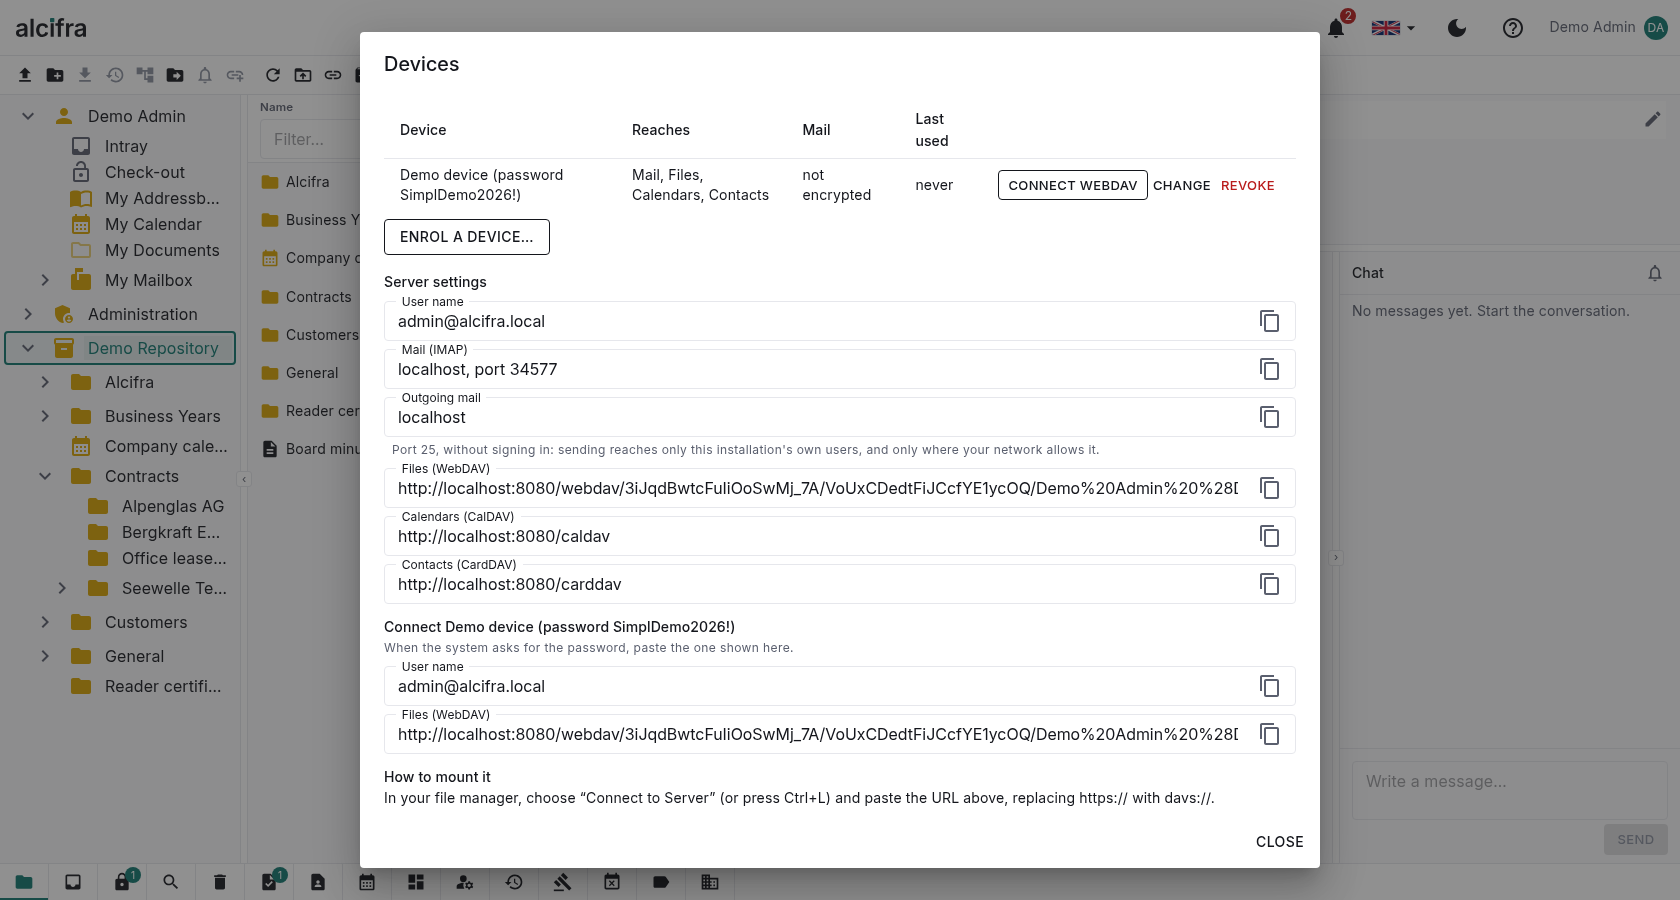 alcifra
2
Demo Admin
DA
Devices
Device
Reaches
Mail
Last
used
Demo device (password
SimplDemo2026!)
Mail, Files,
Calendars, Contacts
not
encrypted
never
CONNECT WEBDAV
CHANGE
REVOKE
ENROL A DEVICE...
Server settings
User name
admin@alcifra.local
Mail (IMAP)
localhost, port 34577
Outgoing mail
localhost
Port 25, without signing in: sending reaches only this installation's own users, and only where your network allows it.
Files (WebDAV)
http://localhost:8080/webdav/3iJqdBwtcFuliOoSwMj_7A/VoUxCDedtFiJCcfYE1ycOQ/Demo%20Admin%20%28D
Calendars (CalDAV)
http://localhost:8080/caldav
Contacts (CardDAV)
http://localhost:8080/carddav
Connect Demo device (password SimplDemo2026!)
When the system asks for the password, paste the one shown here.
User name
admin@alcifra.local
Files (WebDAV)
http://localhost:8080/webdav/3iJqdBwtcFuliOoSwMj_7A/VoUxCDedtFiJCcfYE1ycOQ/Demo%20Admin%20%28D
How to mount it
In your file manager, choose “Connect to Server” (or press Ctrl+L) and paste the URL above, replacing https:// with davs://.
CLOSE
Demo Admin
Intray
Check-out
My Addressb...
My Calendar
My Documents
My Mailbox
Administration
Demo Repository
Alcifra
Business Years
Company cale...
Contracts
Alpenglas AG
Bergkraft E...
Office lease...
Seewelle Te...
Customers
General
Reader certifi...
Name
Filter...
Alcifra
Business Y
Company c
Contracts
Customers
General
Reader cer
Board minu
Chat
No messages yet. Start the conversation.
Write a message...
SEND
1
1